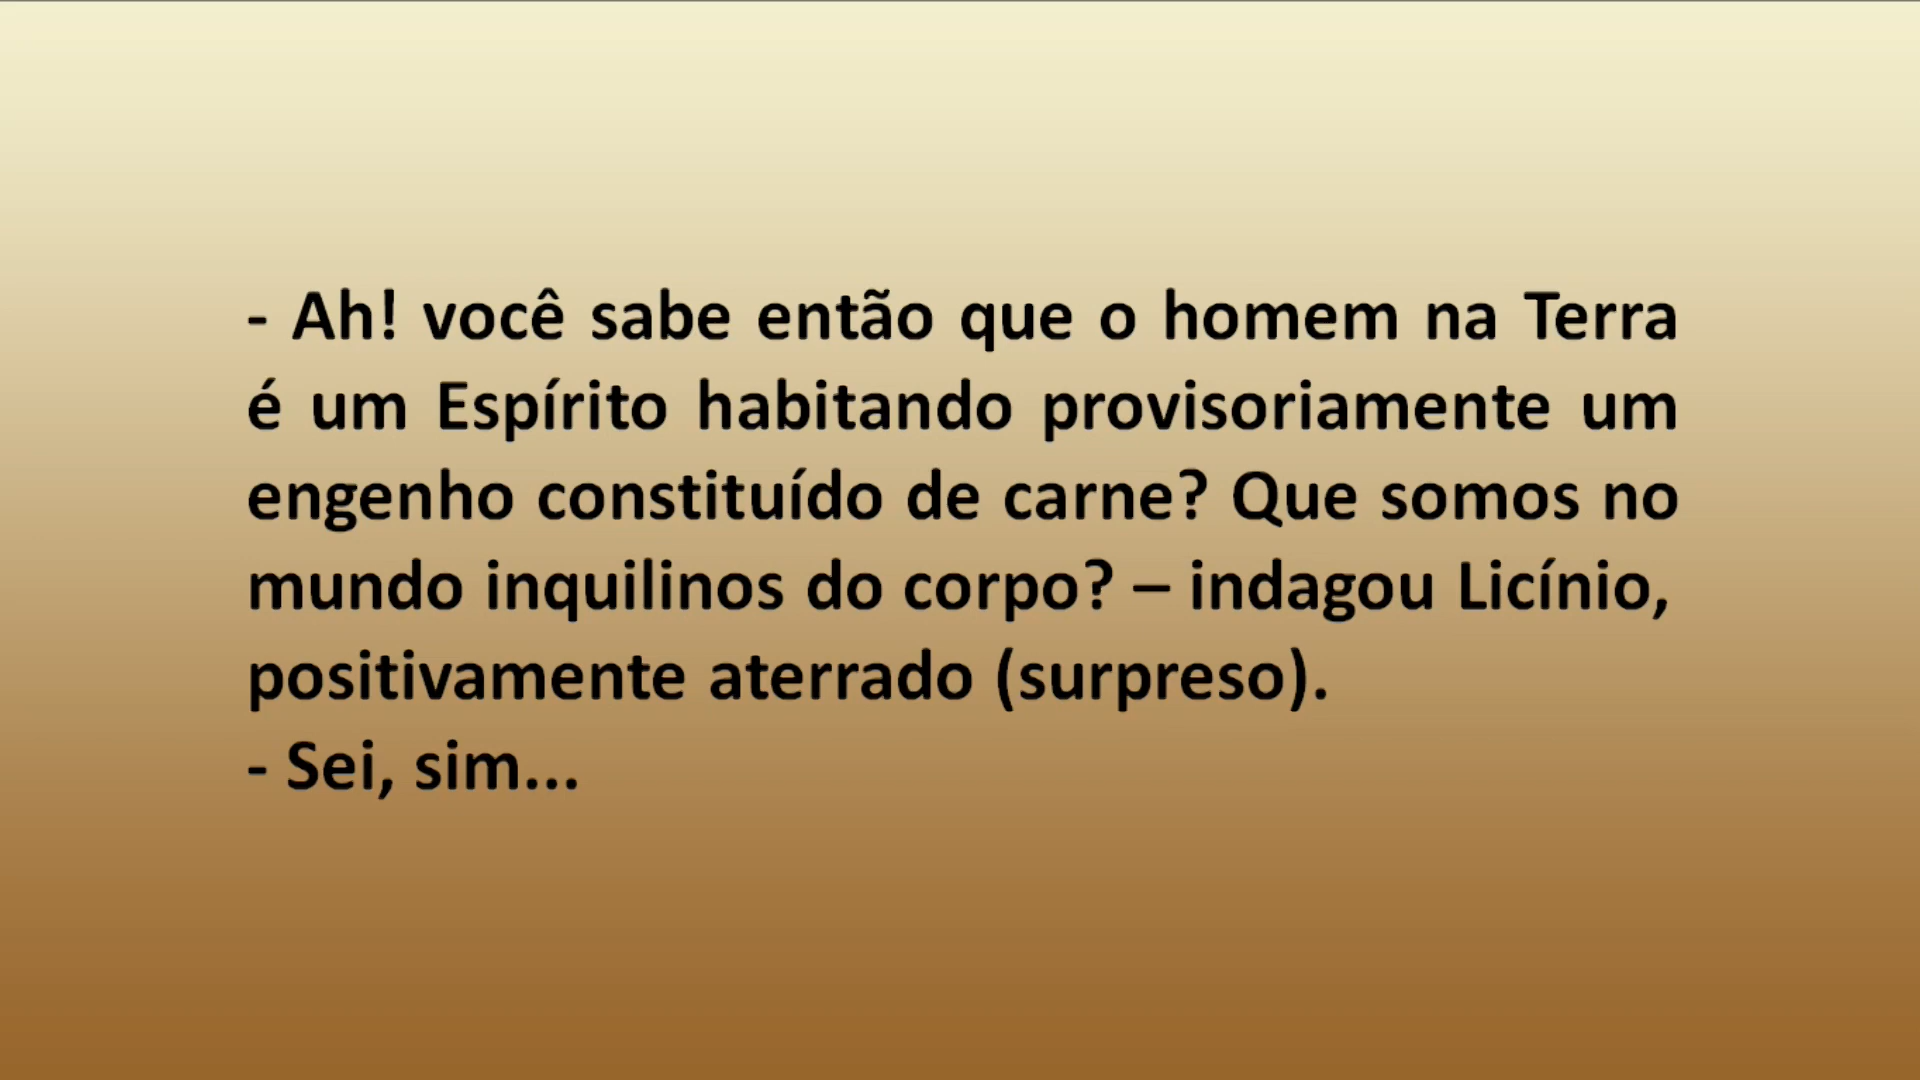 - Ah! você sabe então que o homem na Terra
é um Espírito habitando provisoriamente um
engenho constituído de carne? Que somos no
mundo inquilinos do corpo? – indagou Licínio,
positivamente aterrado (surpreso).
- Sei, sim...